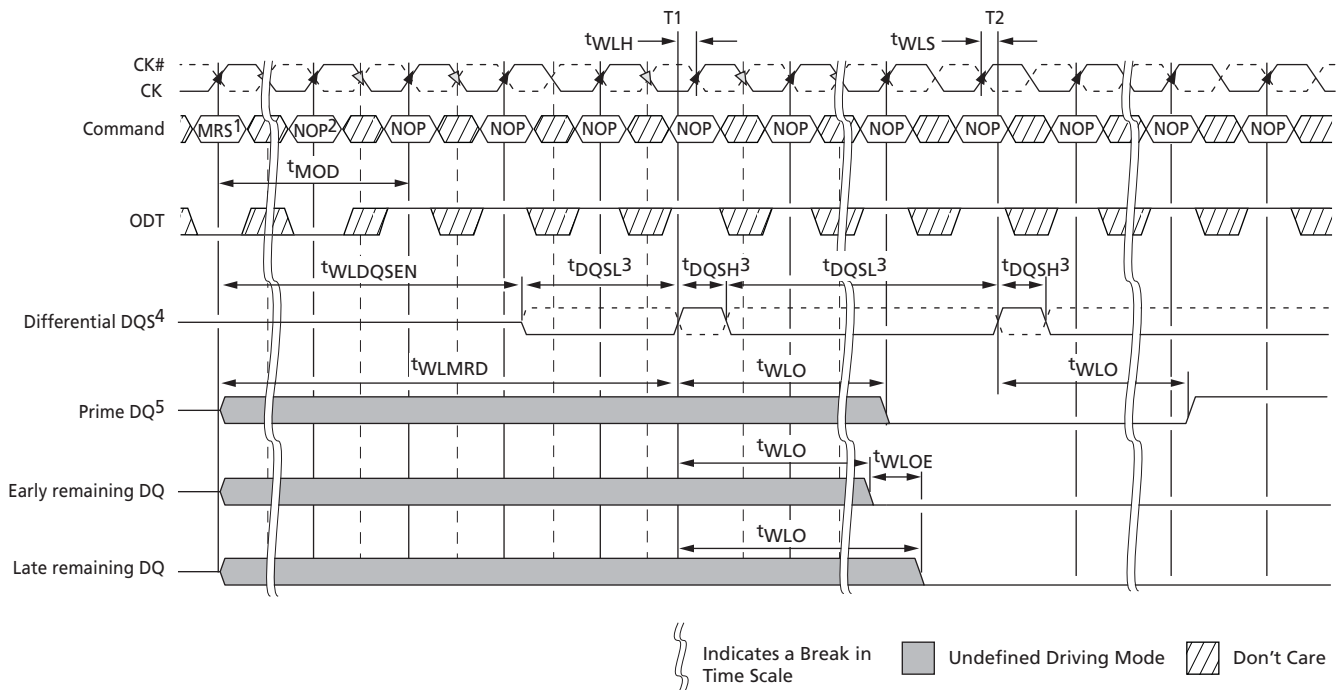 T1
T2
tWLH
tWLS
CK#
CK
Command
MRS1
NOP2
NOP
NOP
NOP
NOP
NOP
NOP
NOP
NOP
NOP
NOP
tMOD
ODT
tWLDQSEN
tDQSL3
tDQSH3
tDQSL3
tDQSH3
Differential DQS4
tWLMRD
tWLO
tWLO
Prime DQ5
tWLO
tWLOE
Early remaining DQ
tWLO
Late remaining DQ
Indicates a Break in
Time Scale
Undefined Driving Mode
Don't Care